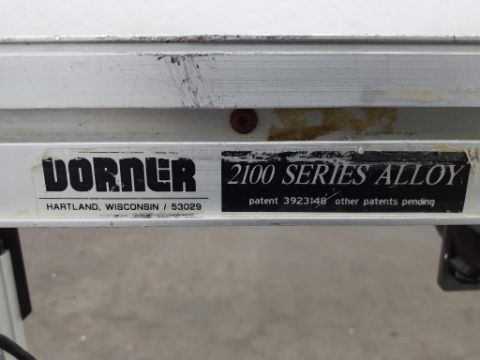 DORNER
HARTLAND, WISCONSIN / 53029
2100 SERIES ALLOY
patent 3923148 other patents pending